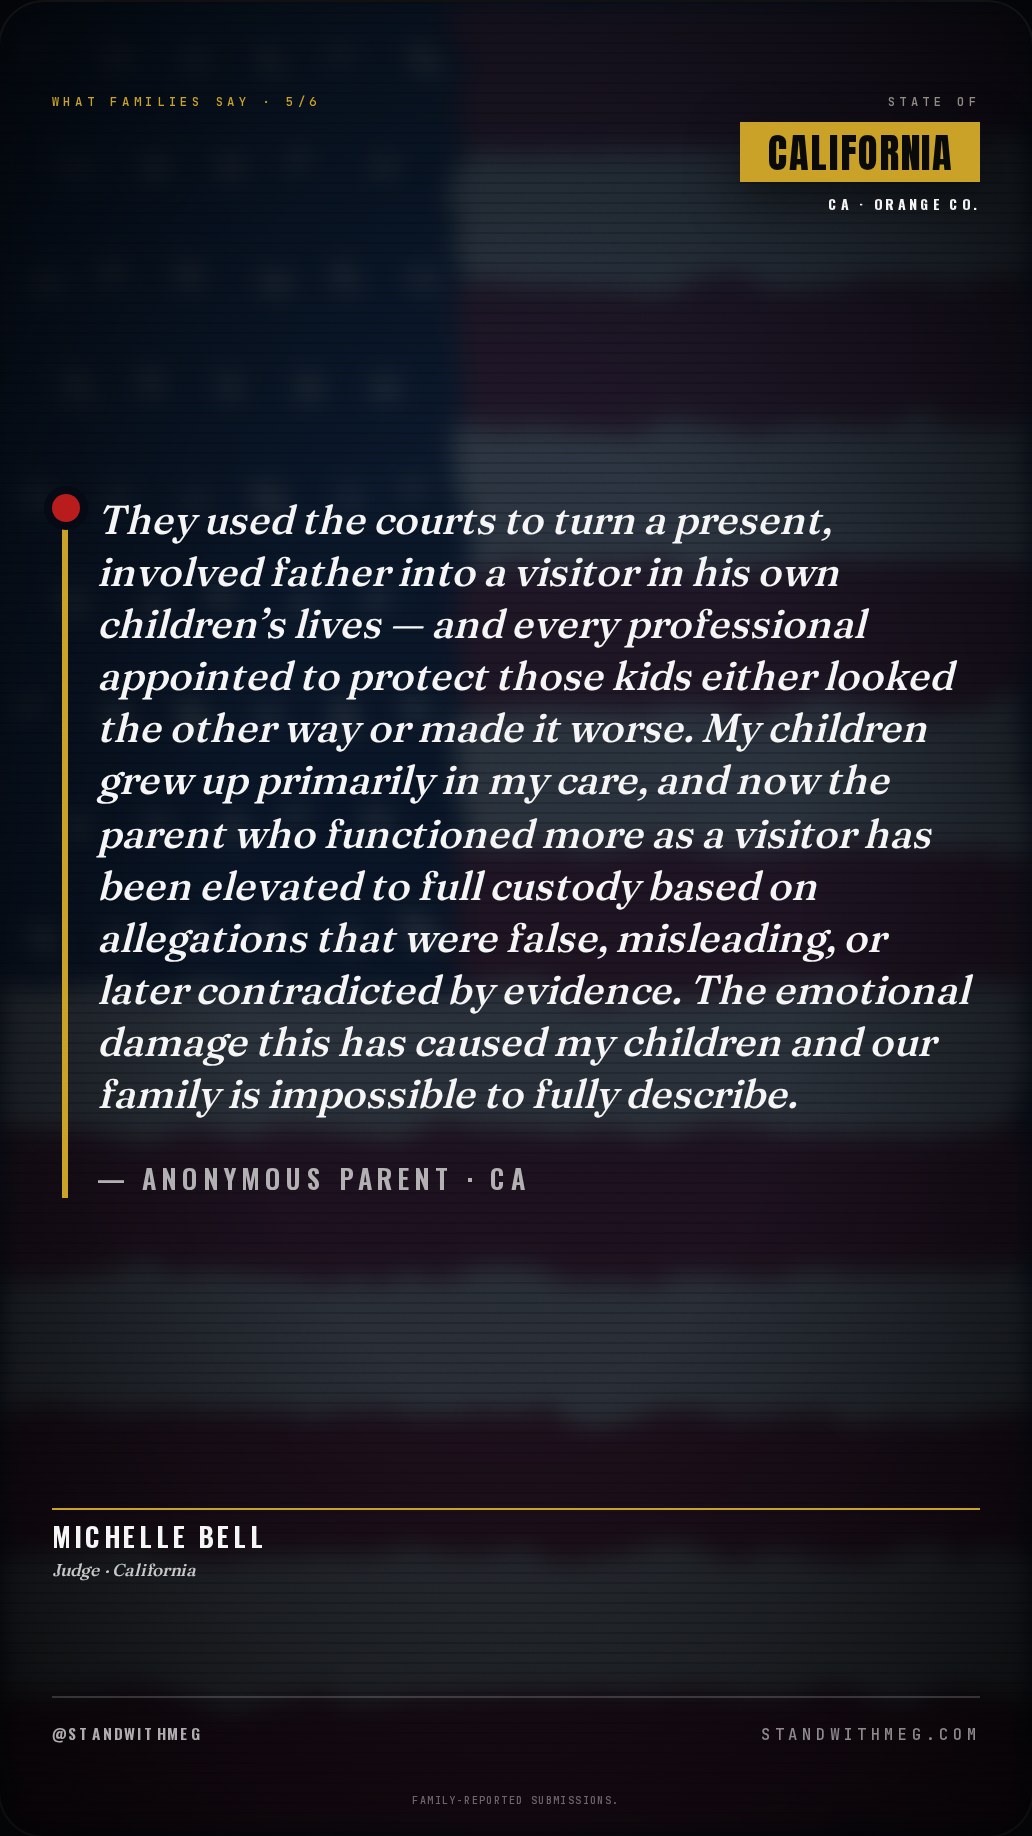 WHAT FAMILIES SAY · 5/6
STATE OF
CALIFORNIA
CA · ORANGE CO.
They used the courts to turn a present,
involved father into a visitor in his own
children’s lives — and every professional
appointed to protect those kids either looked
the other way or made it worse. My children
grew up primarily in my care, and now the
parent who functioned more as a visitor has
been elevated to full custody based on
allegations that were false, misleading, or
later contradicted by evidence. The emotional
damage this has caused my children and our
family is impossible to fully describe.
— ANONYMOUS PARENT · CA
MICHELLE BELL
Judge · California
@STANDWITHMEG
STANDWITHMEG.COM
FAMILY-REPORTED SUBMISSIONS.